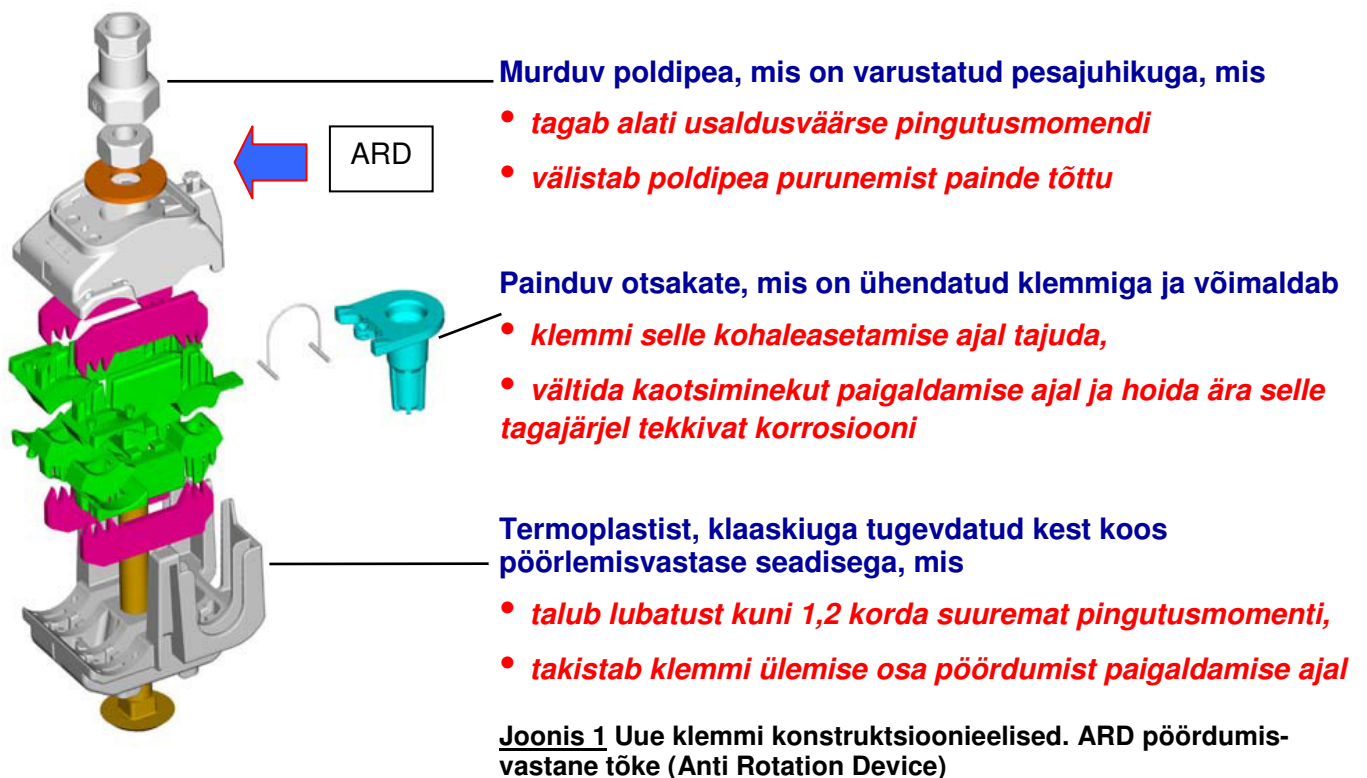 Murduv poldipea, mis on varustatud pesajuhikuga, mis
• tagab alati usaldusväärse pingutusmomendi
ARD
• välistab poldipea purunemist painde tõttu
Painduv otsakate, mis on ühendatud klemmiga ja võimaldab
• klemmi selle kohaleasetamise ajal tajuda,
• vältida kaotsiminekut paigaldamise ajal ja hoida ära selle
tagajärjel tekkivat korrosiooni
Termoplastist, klaaskiuga tugevdatud kest koos
pöörlemisvastase seadisega, mis
• talub lubatust kuni 1,2 korda suuremat pingutusmomenti,
• takistab klemmi ülemise osa pöördumist paigaldamise ajal
Joonis 1 Uue klemmi konstruktsioonieelised. ARD pöördumis-
vastane tõke (Anti Rotation Device)